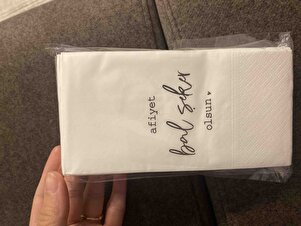 afiyet
bal şeker
olsun ♥